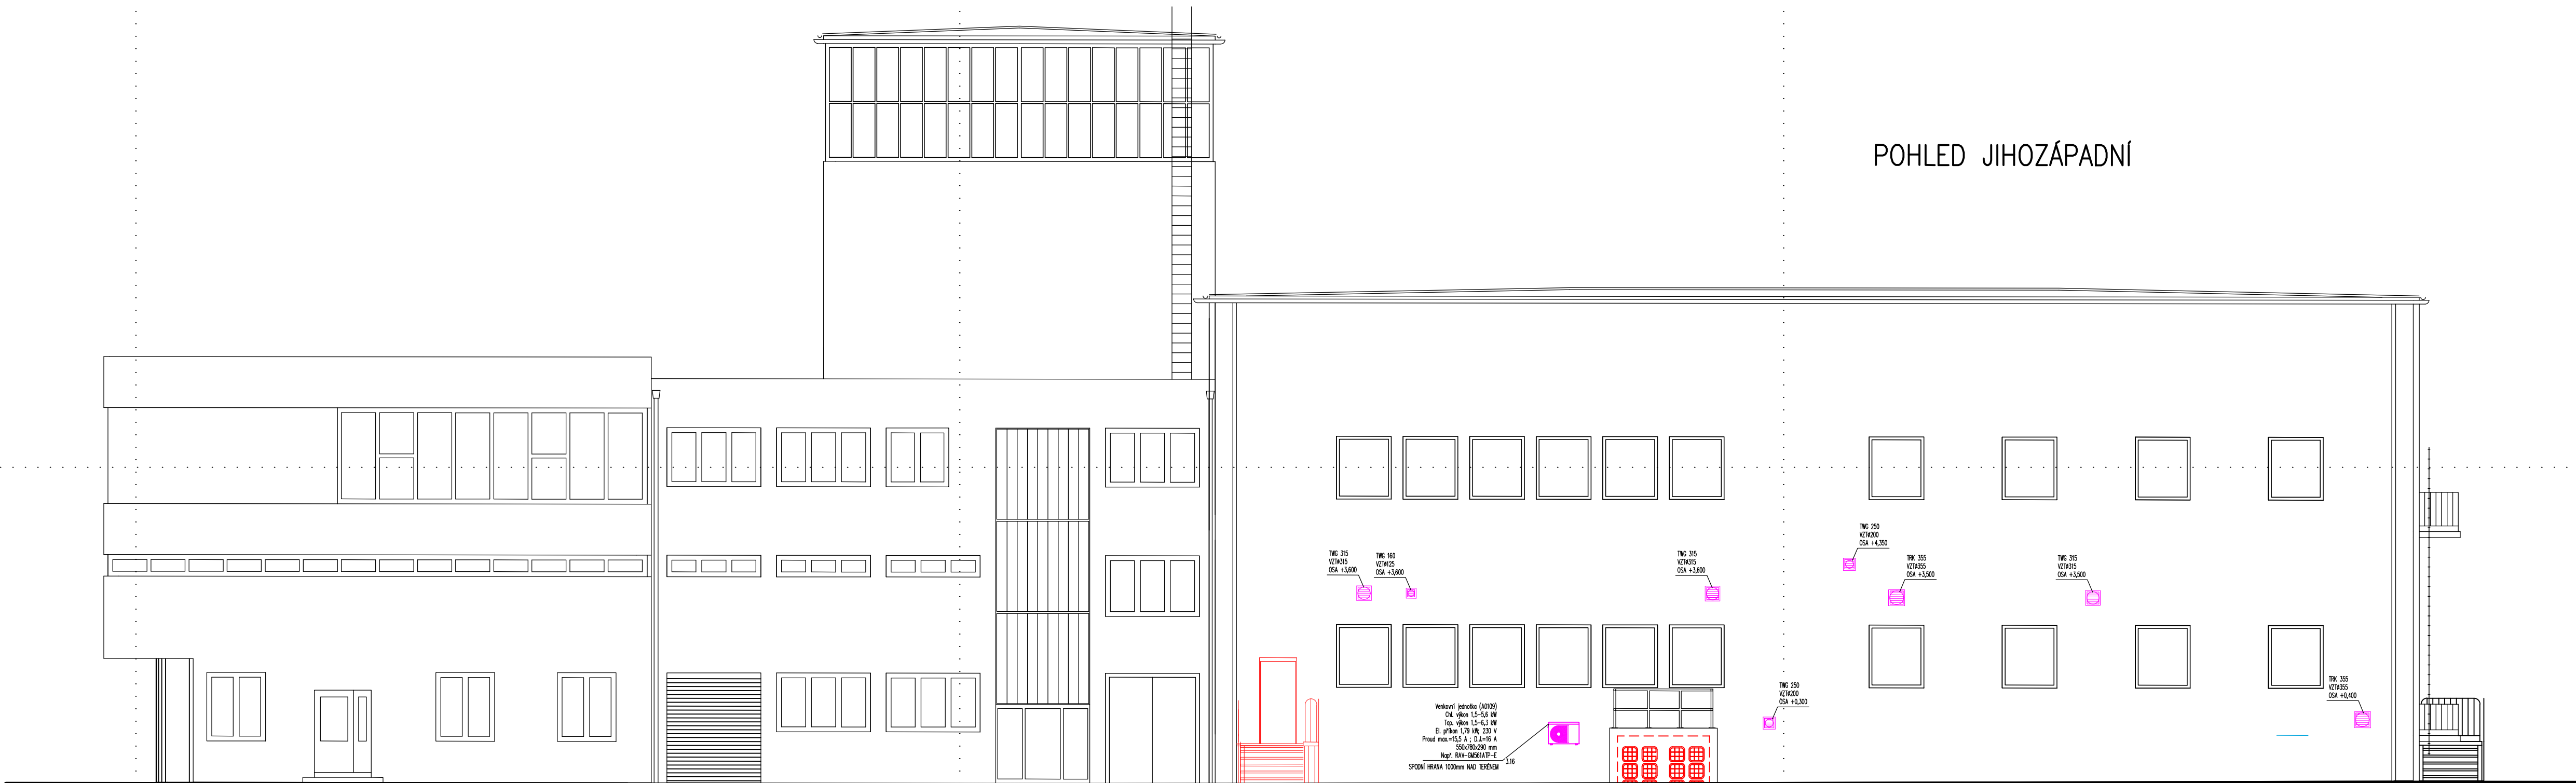 POHLED JIHOZÁPADNÍ
TWG 315
VZT#315
OSA +3,600
TWG 160
VZT#125
OSA +3,600
TWG 315
VZT#315
OSA +3,600
TWG 250
VZT#200
OSA +4,350
TRK 355
VZT#355
OSA +3,500
TWG 315
VZT#315
OSA +3,500
TWG 250
VZT#200
OSA +0,300
TRK 355
VZT#355
OSA +0,400
Venkovní jednotka (A0109)
Chl. výkon 1,5-5,6 kW
Top. výkon 1,5-6,3 kW
El. příkon 1,79 kW; 230 V
Proud max.=15,5 A ; D.J.=16 A
550x780x290 mm
Např. RAV-GM561ATP-E
3.16
SPODNÍ HRANA 1000mm NAD TERÉNEM